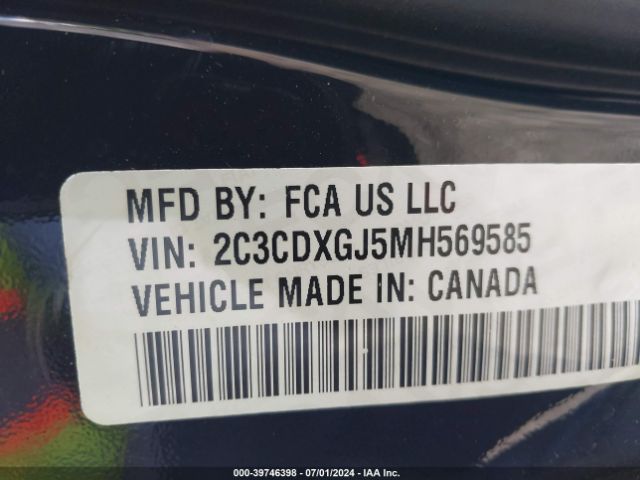 MFD BY: FCA US LLC
VIN: 2C3CDXGJ5MH569585
VEHICLE MADE IN: CANADA
000-39746398 - 07/01/2024 - IAA Inc.